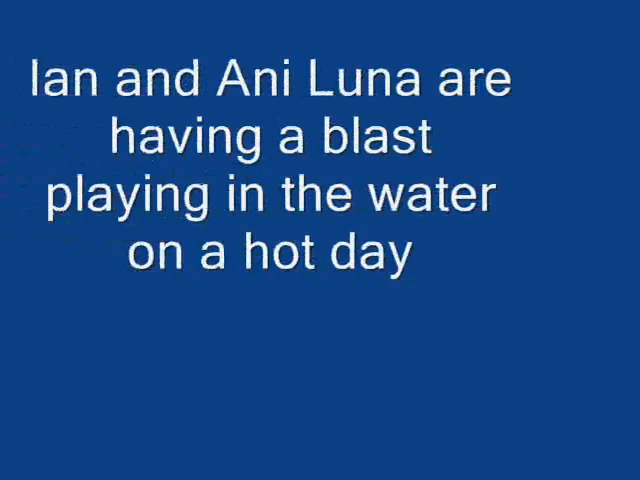 Ian and Ani Luna are
having a blast
playing in the water
on a hot day